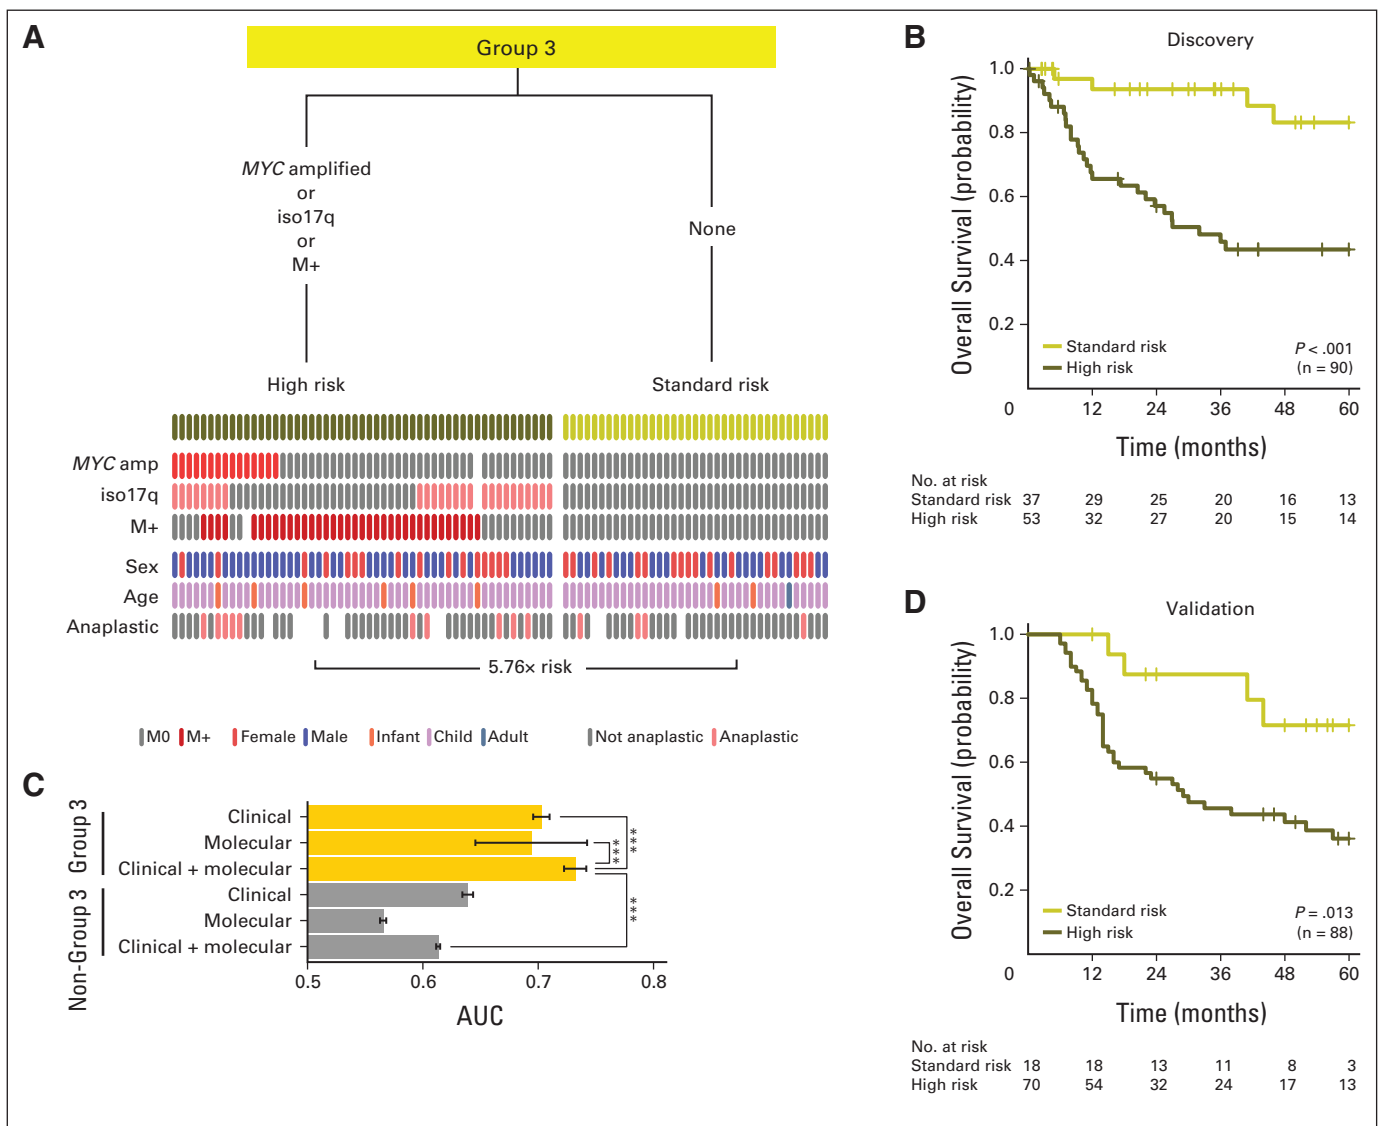 A
Group 3
MYC amplified
or
iso17q
or
M+
None
High risk
Standard risk
MYC amp
iso17q
M+
Sex
Age
Anaplastic
5.76× risk
M0 M+ Female Male Infant Child Adult Not anaplastic Anaplastic
B
Discovery
Overall Survival (probability)
1.0
0.8
0.6
0.4
0.2
Standard risk
High risk
P < .001
(n = 90)
0 12 24 36 48 60
Time (months)
No. at risk
Standard risk 37 29 25 20 16 13
High risk 53 32 27 20 15 14
C
Group 3
Clinical
Molecular
Clinical + molecular
Non-Group 3
Clinical
Molecular
Clinical + molecular
***
***
***
0.5 0.6 0.7 0.8
AUC
D
Validation
Overall Survival (probability)
1.0
0.8
0.6
0.4
0.2
Standard risk
High risk
P = .013
(n = 88)
0 12 24 36 48 60
Time (months)
No. at risk
Standard risk 18 18 13 11 8 3
High risk 70 54 32 24 17 13